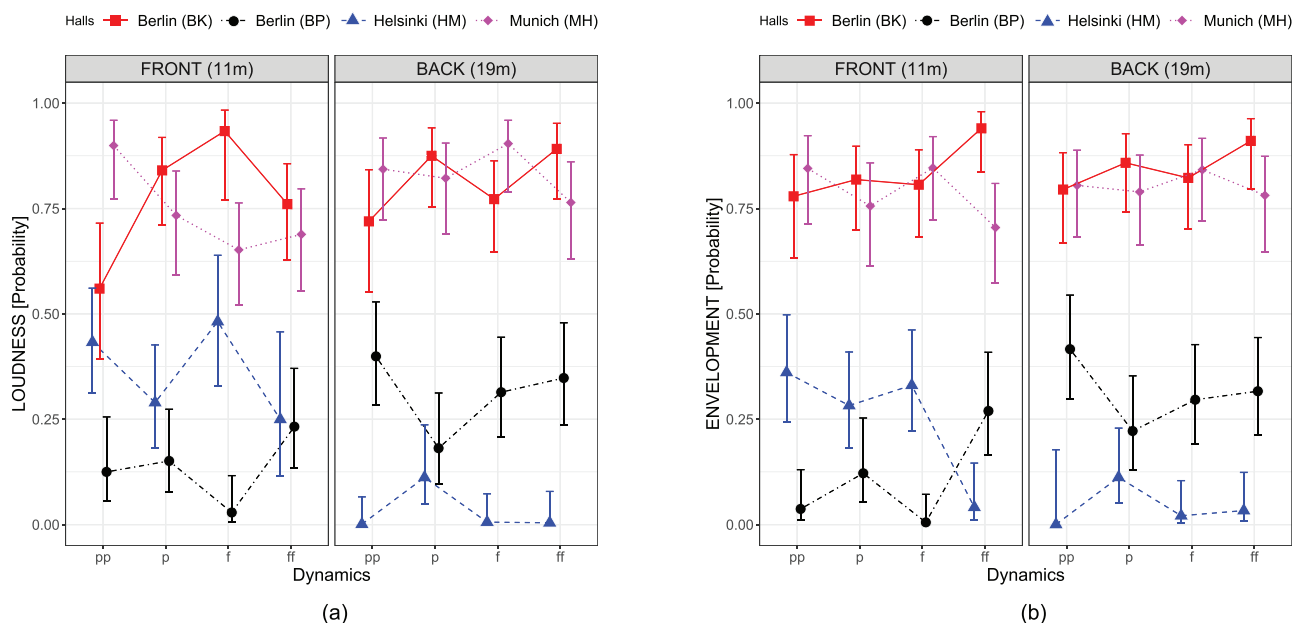 Halls Berlin (BK) Berlin (BP) Helsinki (HM) Munich (MH)
FRONT (11m) BACK (19m)
LOUDNESS [Probability]
1.00
0.75
0.50
0.25
0.00
pp p f ff pp p f ff
Dynamics
(a)
Halls Berlin (BK) Berlin (BP) Helsinki (HM) Munich (MH)
FRONT (11m) BACK (19m)
ENVELOPMENT [Probability]
1.00
0.75
0.50
0.25
0.00
pp p f ff pp p f ff
Dynamics
(b)